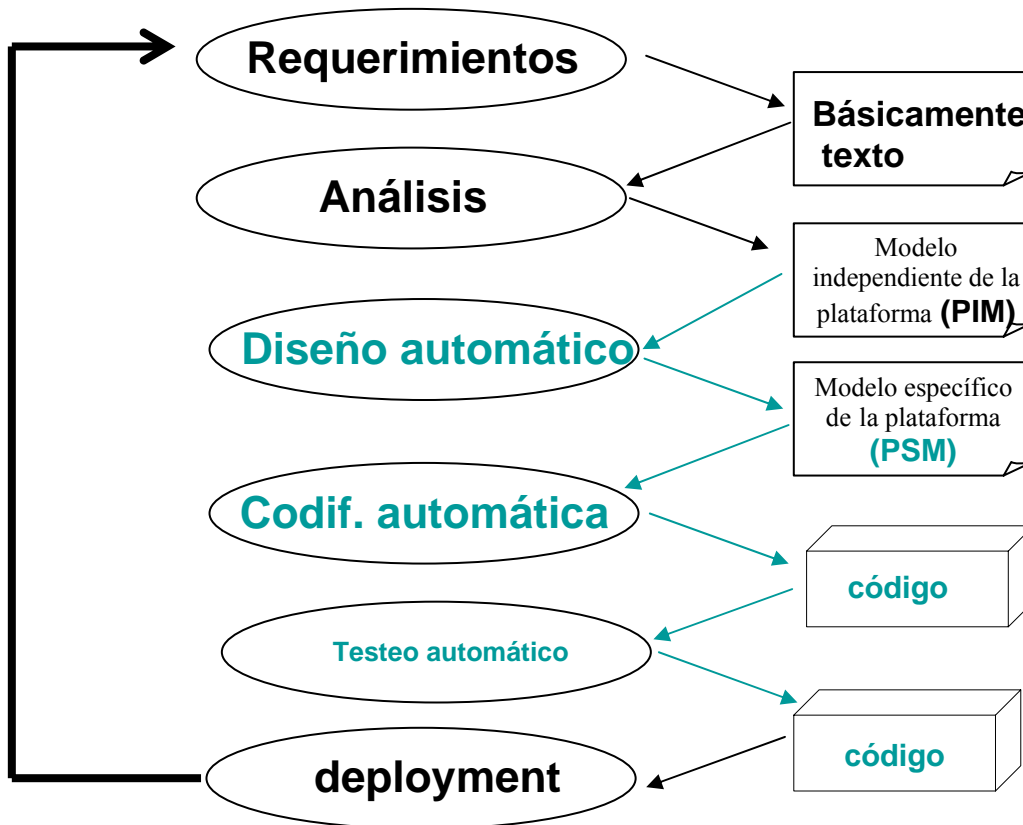 Requerimientos
Básicamente
texto
Análisis
Modelo
independiente de la
plataforma (PIM)
Diseño automático
Modelo específico
de la plataforma
(PSM)
Codif. automática
código
Testeo automático
código
deployment